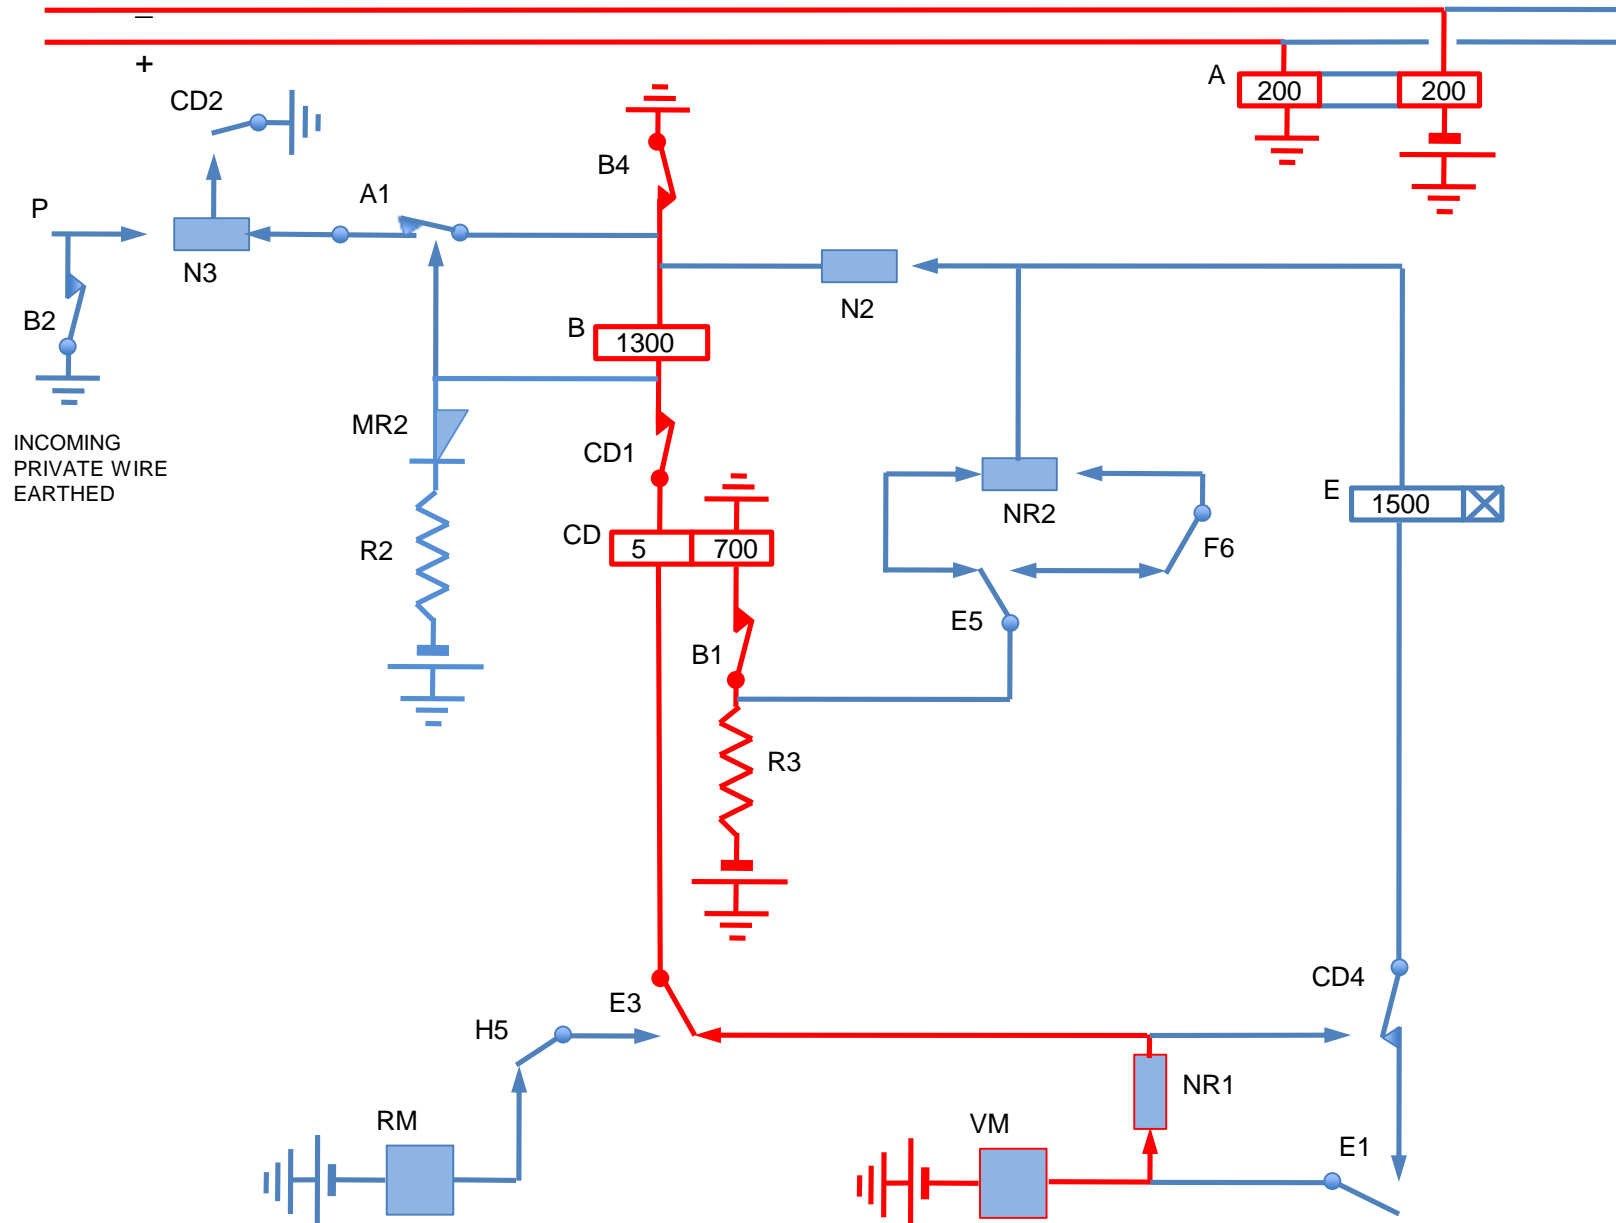 −
+
A
200
200
CD2
B4
A1
P
N3
N2
B2
B
1300
INCOMING
PRIVATE WIRE
EARTHED
MR2
CD1
NR2
E
1500
R2
CD
5
700
F6
E5
B1
R3
CD4
E3
H5
NR1
RM
VM
E1